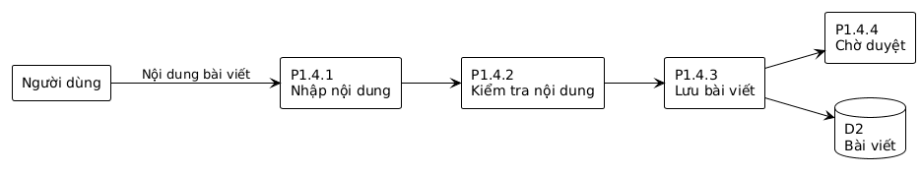 Người dùng
Nội dung bài viết
P1.4.1
Nhập nội dung
P1.4.2
Kiểm tra nội dung
P1.4.3
Lưu bài viết
P1.4.4
Chờ duyệt
D2
Bài viết